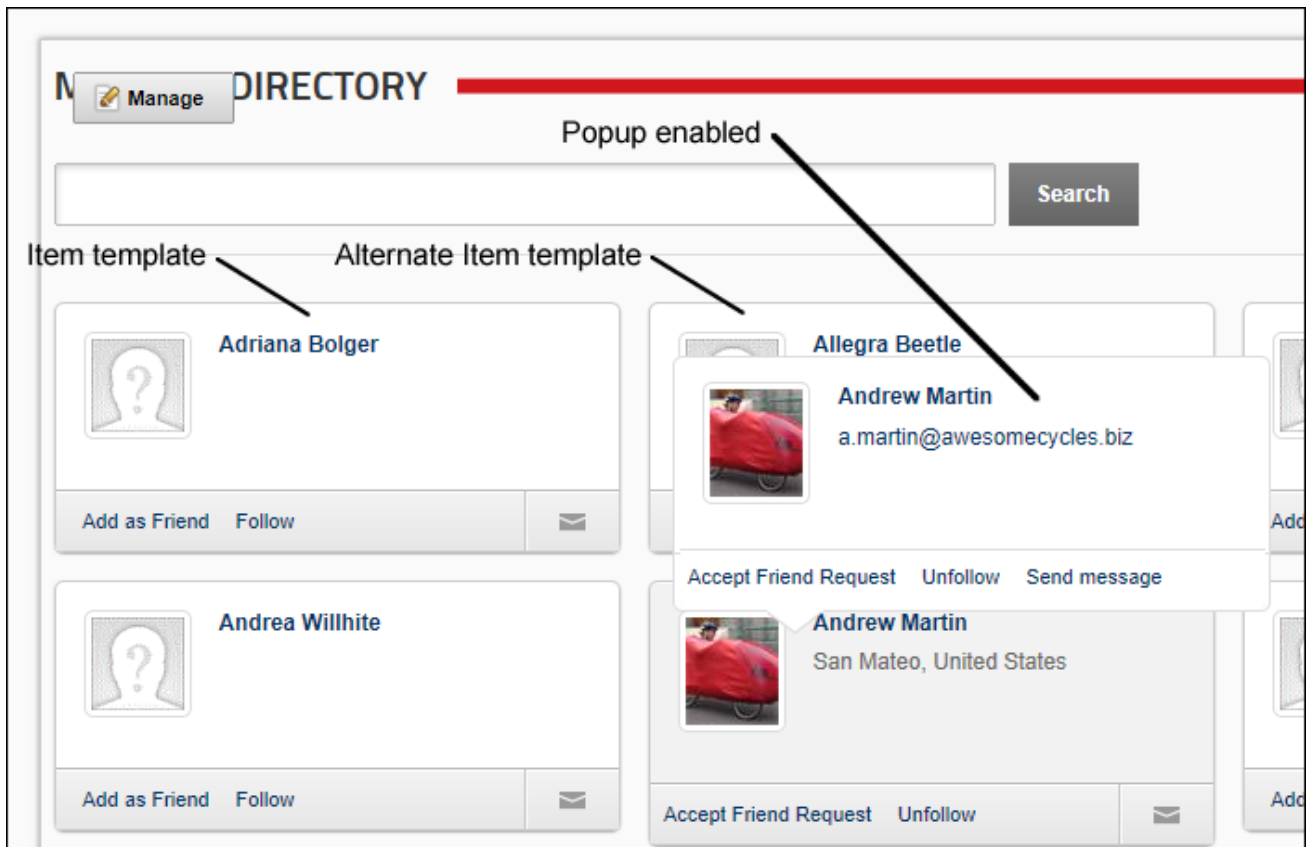 DIRECTORY
Manage
Popup enabled
Search
Item template
Alternate Item template
Adriana Bolger
Allegra Beetle
Andrew Martin
a.martin@awesomecycles.biz
Add as Friend Follow
Accept Friend Request Unfollow Send message
Andrea Willhite
Andrew Martin
San Mateo, United States
Add as Friend Follow
Accept Friend Request Unfollow